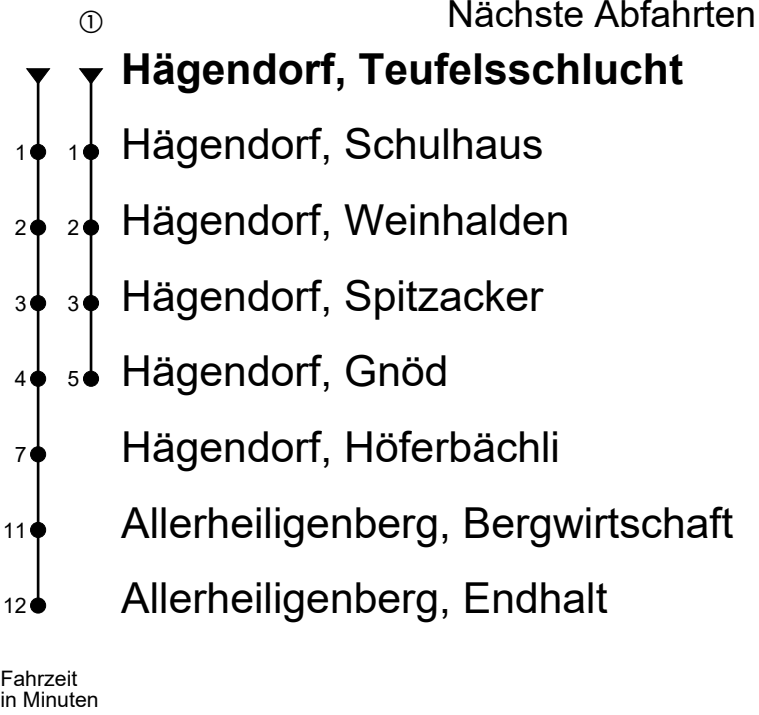 ① Nächste Abfahrten
Hägendorf, Teufelsschlucht
1 1 Hägendorf, Schulhaus
2 2 Hägendorf, Weinhalden
3 3 Hägendorf, Spitzacker
4 5 Hägendorf, Gnöd
7 Hägendorf, Höferbächli
11 Allerheiligenberg, Bergwirtschaft
12 Allerheiligenberg, Endhalt
Fahrzeit
in Minuten